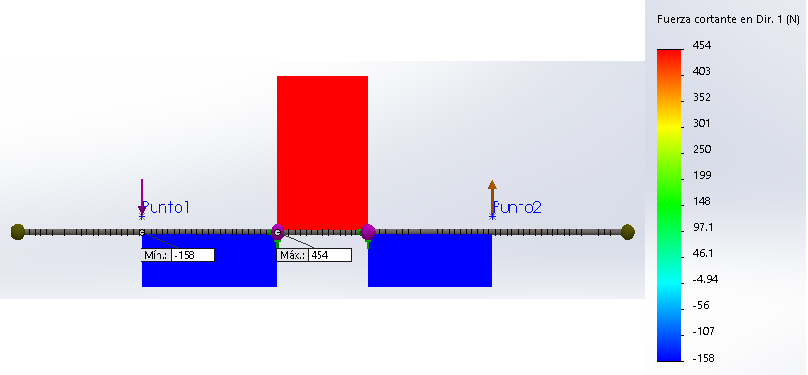 Fuerza cortante en Dir. 1 (N)
454
403
352
301
250
199
148
97.1
46.1
-4.94
-56
-107
-158
Punto1
Punto2
Mín.: -158
Máx.: 454